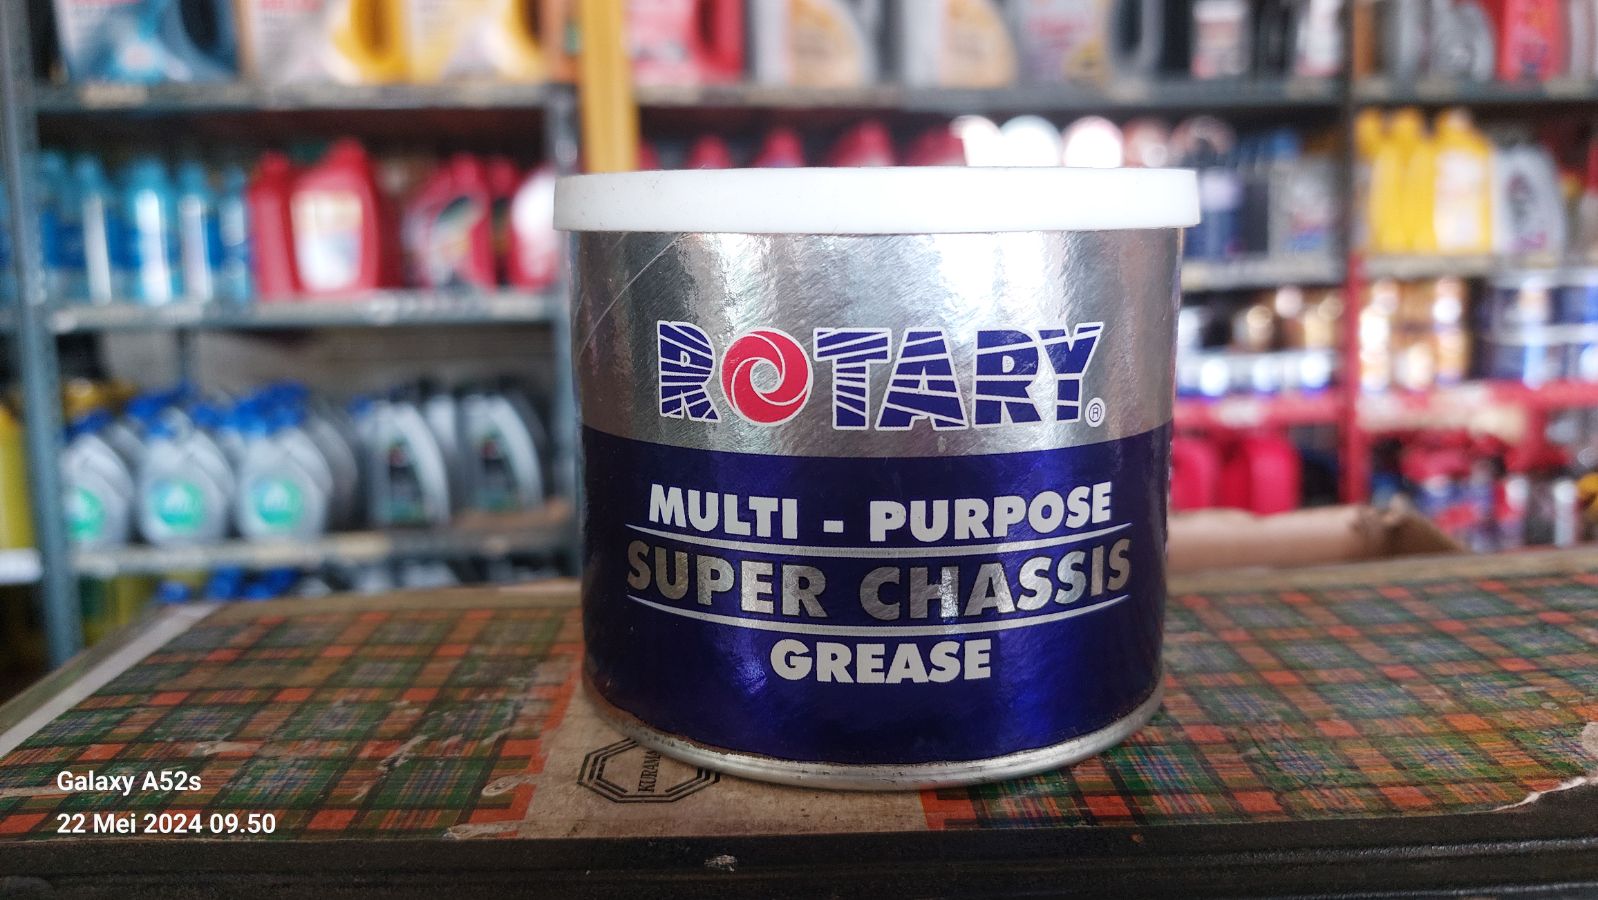 ROTARY®
MULTI - PURPOSE
SUPER CHASSIS
GREASE
Galaxy A52s
22 Mei 2024 09.50